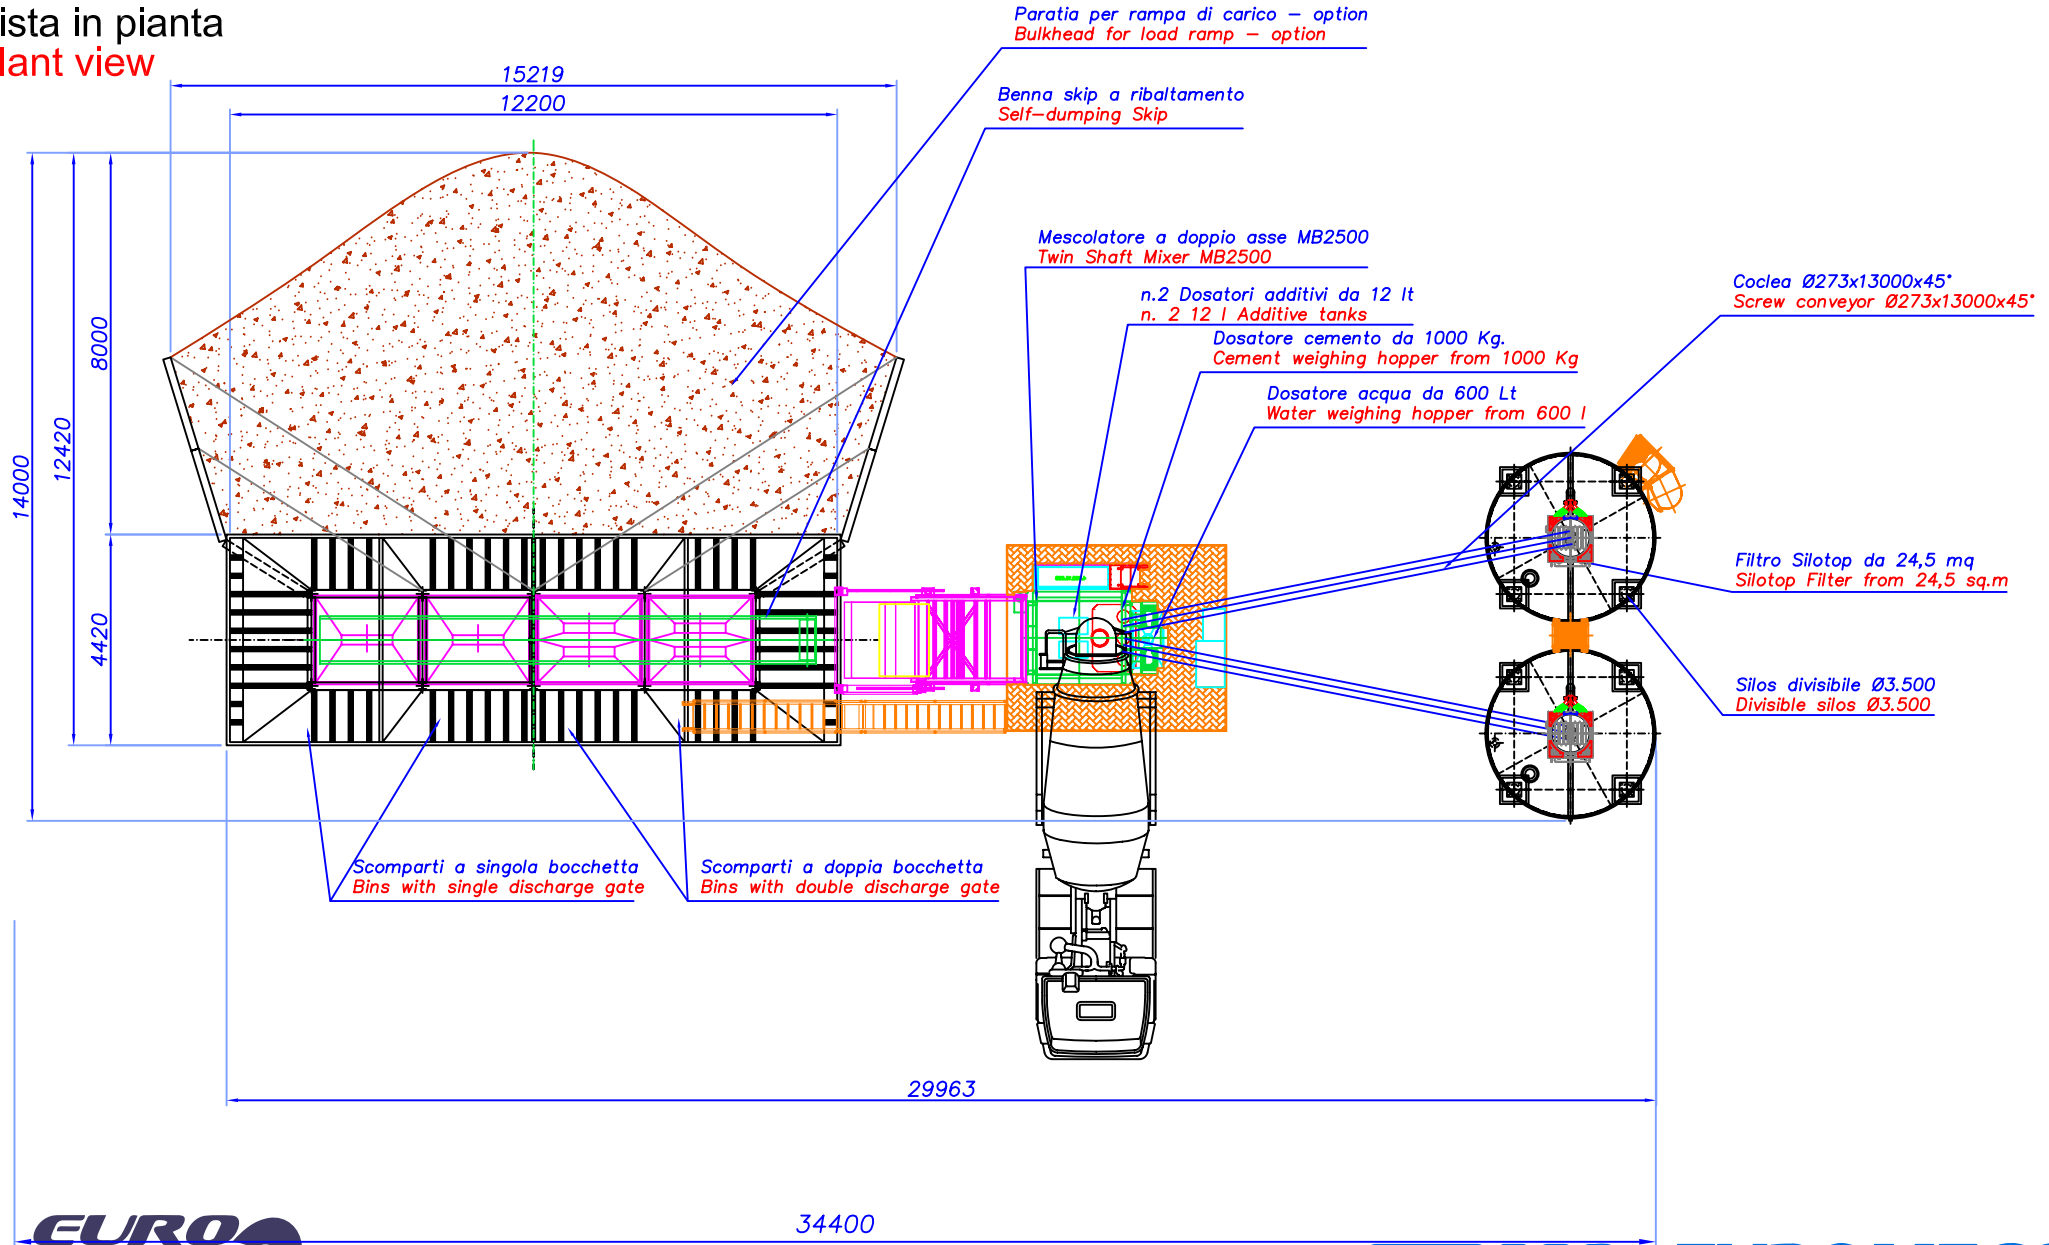 ista in pianta
lant view
Paratia per rampa di carico – option
Bulkhead for load ramp – option
15219
12200
Benna skip a ribaltamento
Self–dumping Skip
Mescolatore a doppio asse MB2500
Twin Shaft Mixer MB2500
n.2 Dosatori additivi da 12 lt
n. 2 12 l Additive tanks
Coclea Ø273x13000x45°
Screw conveyor Ø273x13000x45°
Dosatore cemento da 1000 Kg.
Cement weighing hopper from 1000 Kg
Dosatore acqua da 600 Lt
Water weighing hopper from 600 l
8000
12420
14000
4420
Filtro Silotop da 24,5 mq
Silotop Filter from 24,5 sq.m
Silos divisibile Ø3.500
Divisible silos Ø3.500
Scomparti a singola bocchetta
Bins with single discharge gate
Scomparti a doppia bocchetta
Bins with double discharge gate
29963
34400
EURO